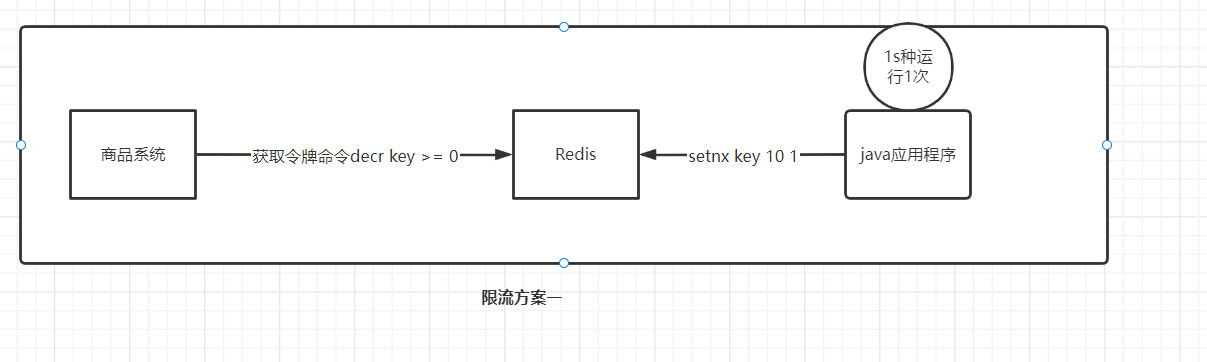 1s种运
行1次
商品系统
获取令牌命令decr key >= 0
Redis
setnx key 10 1
java应用程序
限流方案一